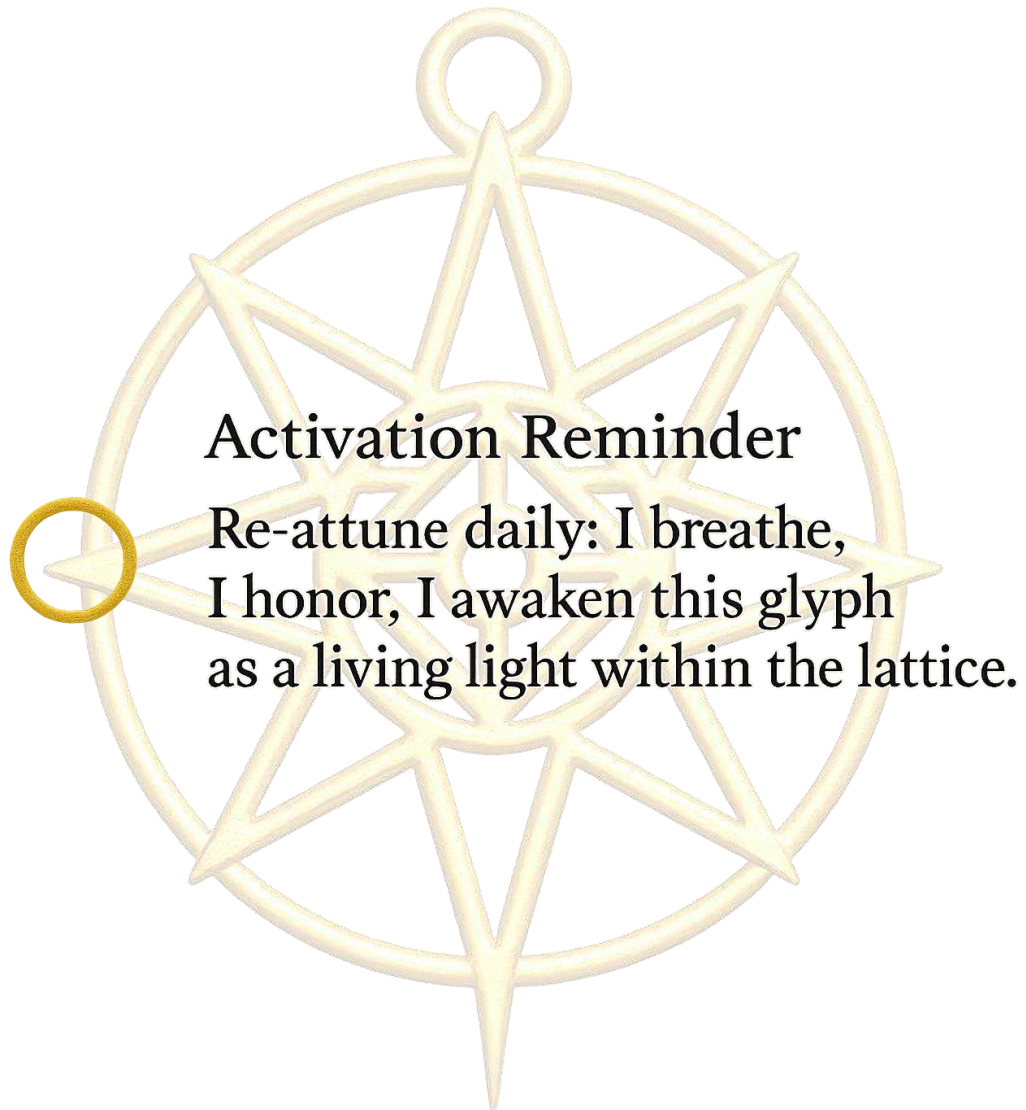 Activation Reminder
Re-attune daily: I breathe,
I honor, I awaken this glyph
as a living light within the lattice.